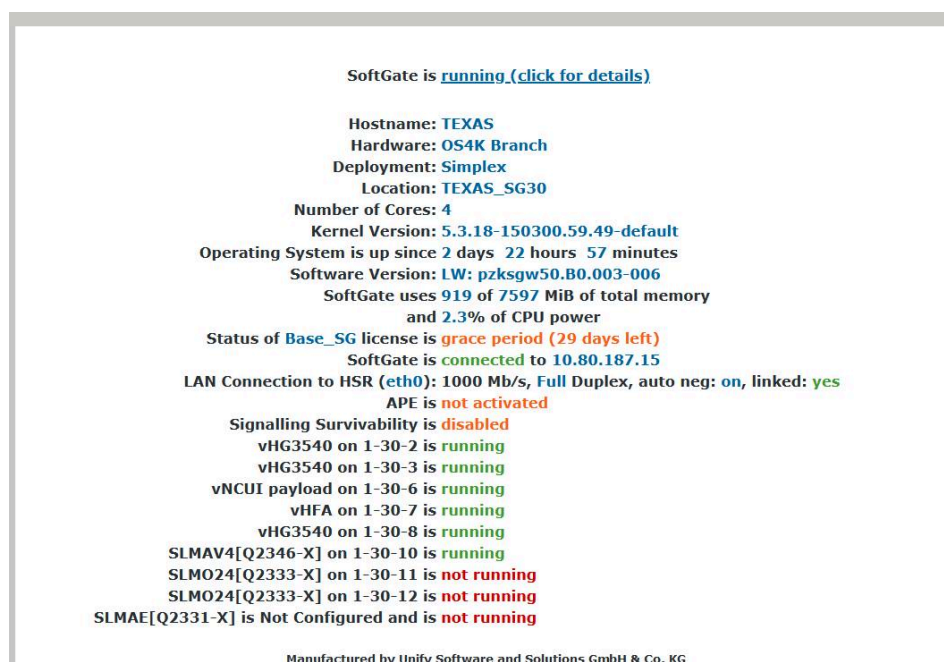 SoftGate is running (click for details)
Hostname: TEXAS
Hardware: OS4K Branch
Deployment: Simplex
Location: TEXAS_SG30
Number of Cores: 4
Kernel Version: 5.3.18-150300.59.49-default
Operating System is up since 2 days 22 hours 57 minutes
Software Version: LW: pzksgw50.B0.003-006
SoftGate uses 919 of 7597 MiB of total memory
and 2.3% of CPU power
Status of Base_SG license is grace period (29 days left)
SoftGate is connected to 10.80.187.15
LAN Connection to HSR (eth0): 1000 Mb/s, Full Duplex, auto neg: on, linked: yes
APE is not activated
Signalling Survivability is disabled
vHG3540 on 1-30-2 is running
vHG3540 on 1-30-3 is running
vNCUI payload on 1-30-6 is running
vHFA on 1-30-7 is running
vHG3540 on 1-30-8 is running
SLMAV4[Q2346-X] on 1-30-10 is running
SLMO24[Q2333-X] on 1-30-11 is not running
SLMO24[Q2333-X] on 1-30-12 is not running
SLMAE[Q2331-X] is Not Configured and is not running
Manufactured by Unify Software and Solutions GmbH & Co. KG